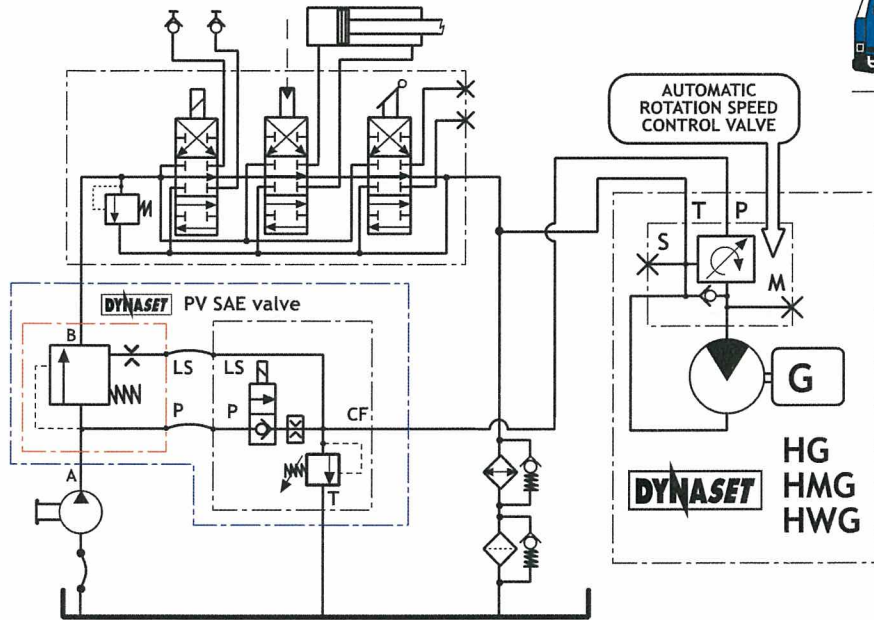 AUTOMATIC
ROTATION SPEED
CONTROL VALVE
T P
S
M
G
DYNASET PV SAE valve
B
LS LS
P P
CF
T
A
DYNASET
HG
HMG
HWG